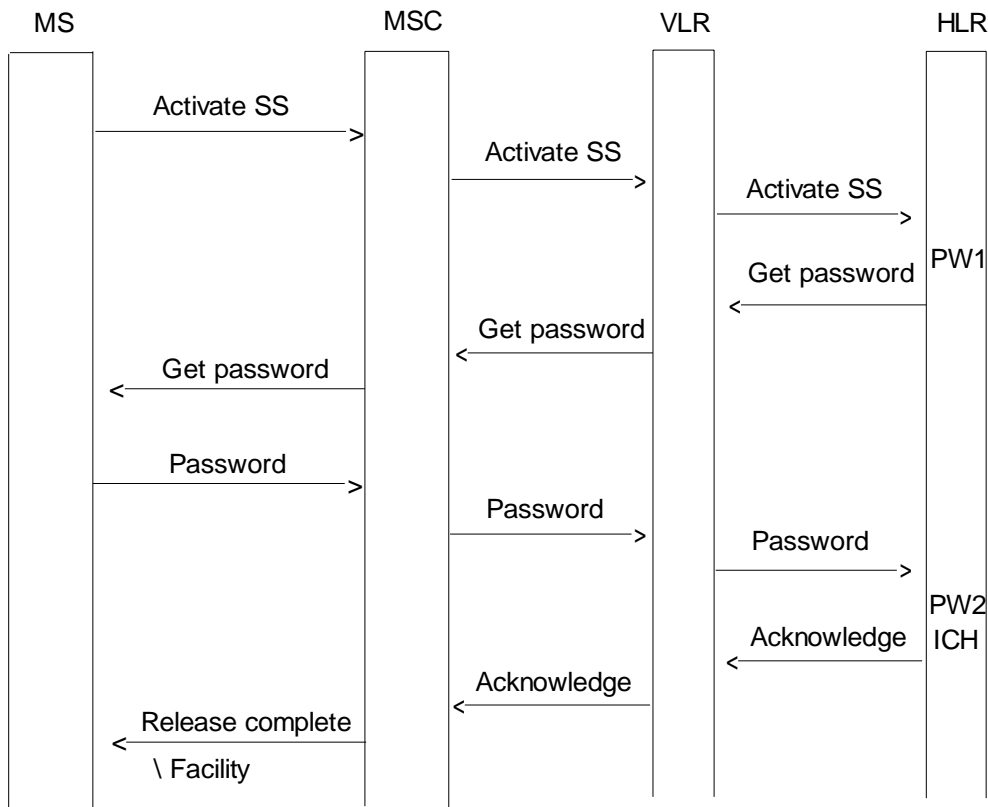 MS MSC VLR HLR
Activate SS
Activate SS
Activate SS
PW1
Get password
Get password
Get password
Password
Password
Password
PW2
Acknowledge ICH
Acknowledge
Release complete
\ Facility